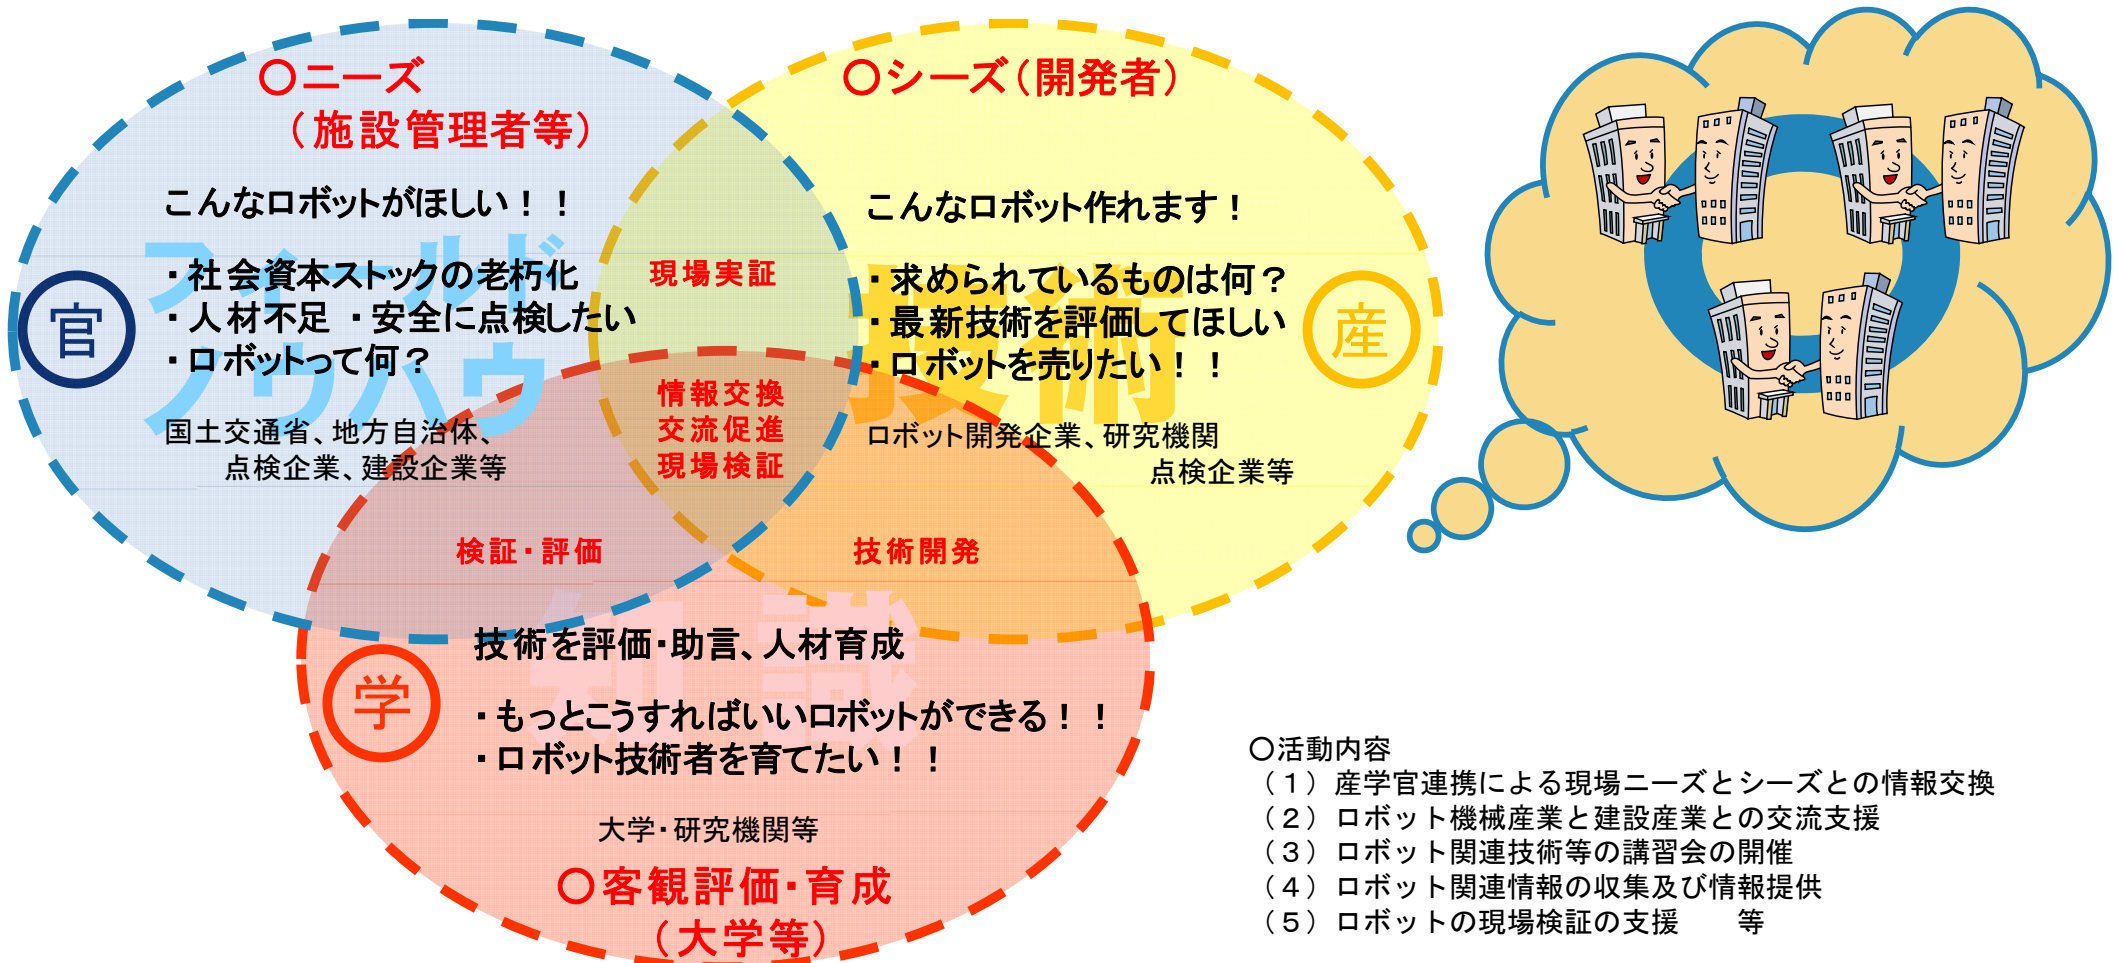 〇ニーズ
（施設管理者等）
こんなロボットがほしい！！
フィールド
ノウハウ
・社会資本ストックの老朽化
・人材不足 ・安全に点検したい
・ロボットって何？
官
国土交通省、地方自治体、
点検企業、建設企業等
〇シーズ（開発者）
こんなロボット作れます！
技術
・求められているものは何？
・最新技術を評価してほしい
・ロボットを売りたい！！
産
ロボット開発企業、研究機関
点検企業等
現場実証
情報交換
交流促進
現場検証
検証・評価
技術開発
知識
技術を評価・助言、人材育成
学
・もっとこうすればいいロボットができる！！
・ロボット技術者を育てたい！！
大学・研究機関等
〇客観評価・育成
（大学等）
〇活動内容
（１）産学官連携による現場ニーズとシーズとの情報交換
（２）ロボット機械産業と建設産業との交流支援
（３）ロボット関連技術等の講習会の開催
（４）ロボット関連情報の収集及び情報提供
（５）ロボットの現場検証の支援　　等